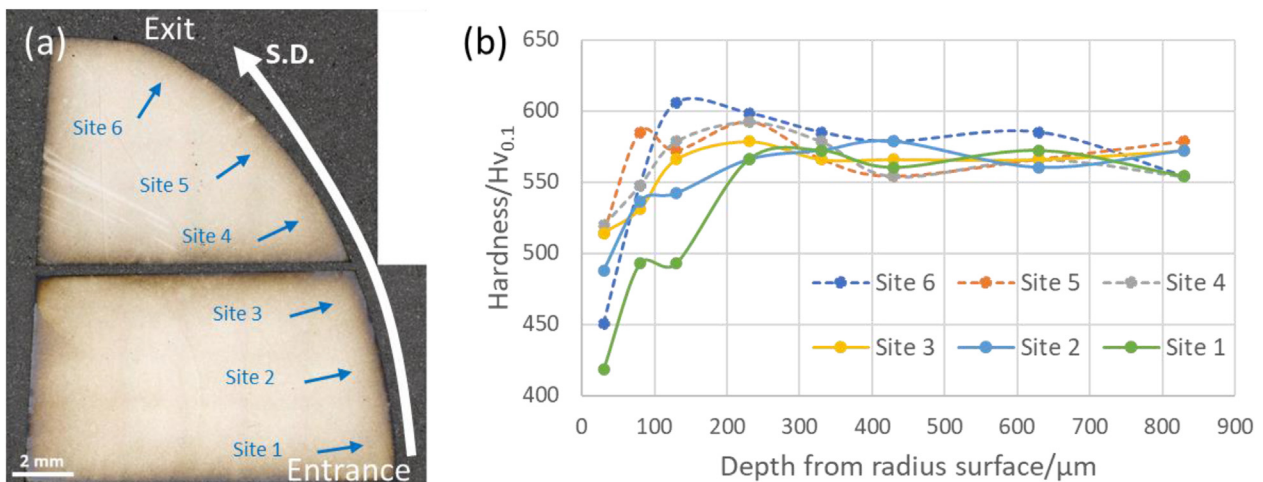 (a)
Exit
S.D.
Site 6
Site 5
Site 4
Site 3
Site 2
Site 1
2 mm
Entrance
(b)
Hardness/Hv0.1
650
600
550
500
450
400
Site 6 Site 5 Site 4
Site 3 Site 2 Site 1
0 100 200 300 400 500 600 700 800 900
Depth from radius surface/μm